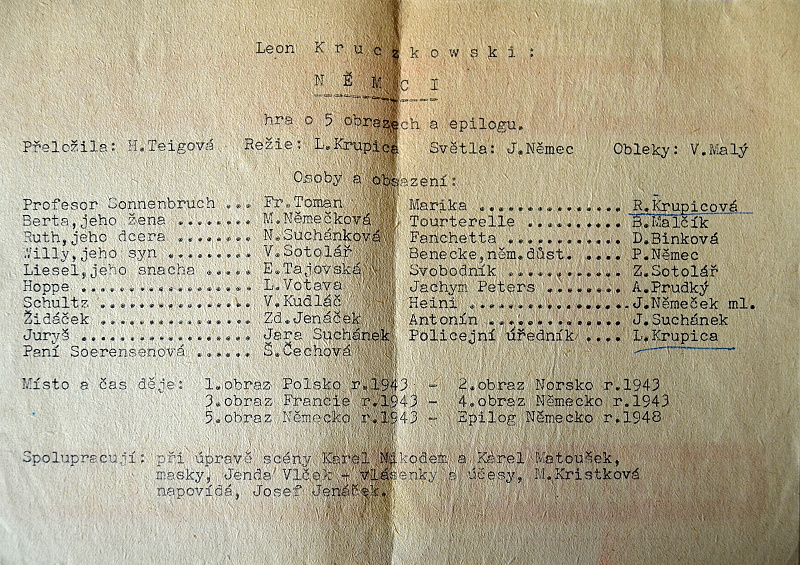 Leon Kruczkowski:
NĚMCI
hra o 5 obrazech a epilogu.
Přeložila: H.Teigová Režie: L.Krupica Světla: J.Němec Obleky: V.Malý
Osoby a obsazení:
Profesor Sonnenbruch ... Fr.Toman
Berta,jeho žena ........ M.Němečková
Ruth,jeho dcera ........ N.Suchánková
Willy,jeho syn ......... V.Sotolář
Liesel,jeho snacha ..... E.Tajovská
Hoppe .................. L.Votava
Schultz ................ V.Kudláč
Židáček ................ Zd.Jenáček
Juryš .................. Jara Suchánek
Paní Soerensenová ...... Š.Čechová
Marika ............... R.Krupicová
Tourterelle .......... B.Malčík
Fanchetta ............ D.Binková
Benecke,něm.důst. .... P.Němec
Svobodník ............ Z.Sotolář
Jachym Peters ........ A.Prudký
Heini ................ J.Němeček ml.
Antonín .............. J.Suchánek
Policejní úředník .... L.Krupica
Místo a čas děje: 1.obraz Polsko r.1943 - 2.obraz Norsko r.1943
3.obraz Francie r.1943 - 4.obraz Německo r.1943
5.obraz Německo r.1943 - Epilog Německo r.1948
Spolupracují: při úpravě scény Karel Nikodem a Karel Matoušek,
masky, Jenda Vlček - vlásenky a účesy, M.Kristková
napovídá, Josef Jenáček.